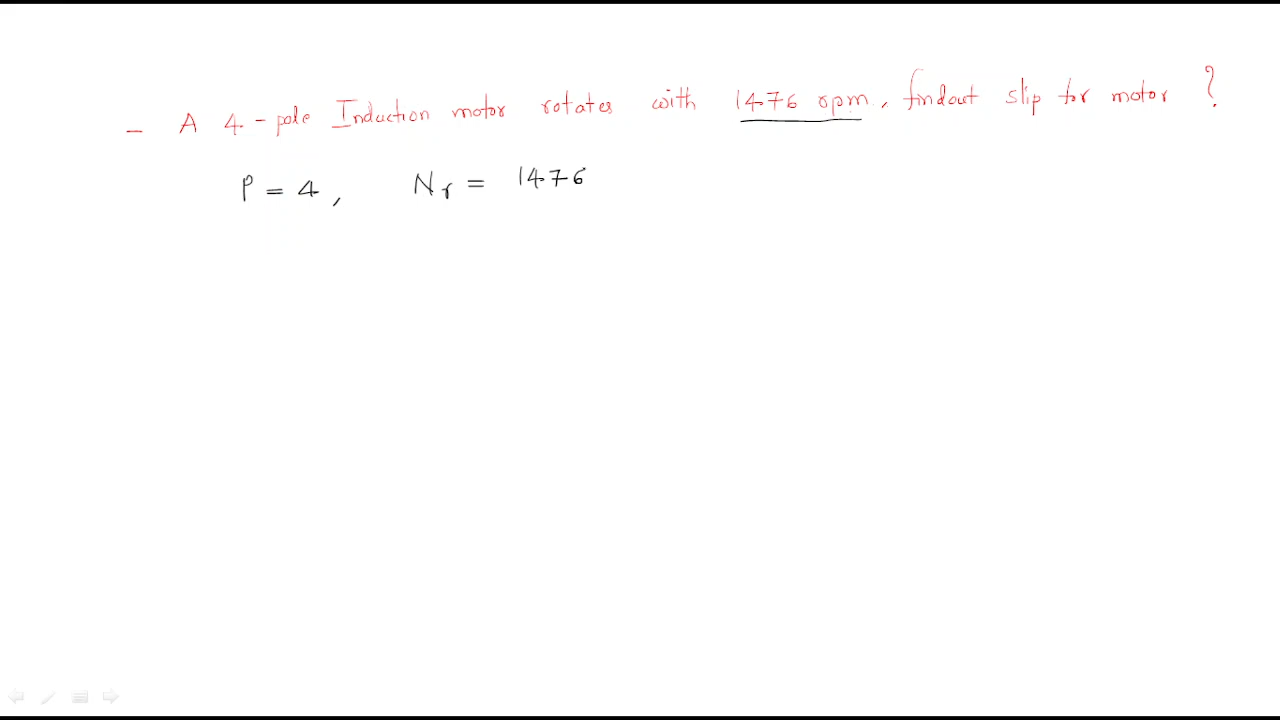 - A 4-pole Induction motor rotates with 1476 rpm, findout slip for motor ?
P = 4, Nr = 1476